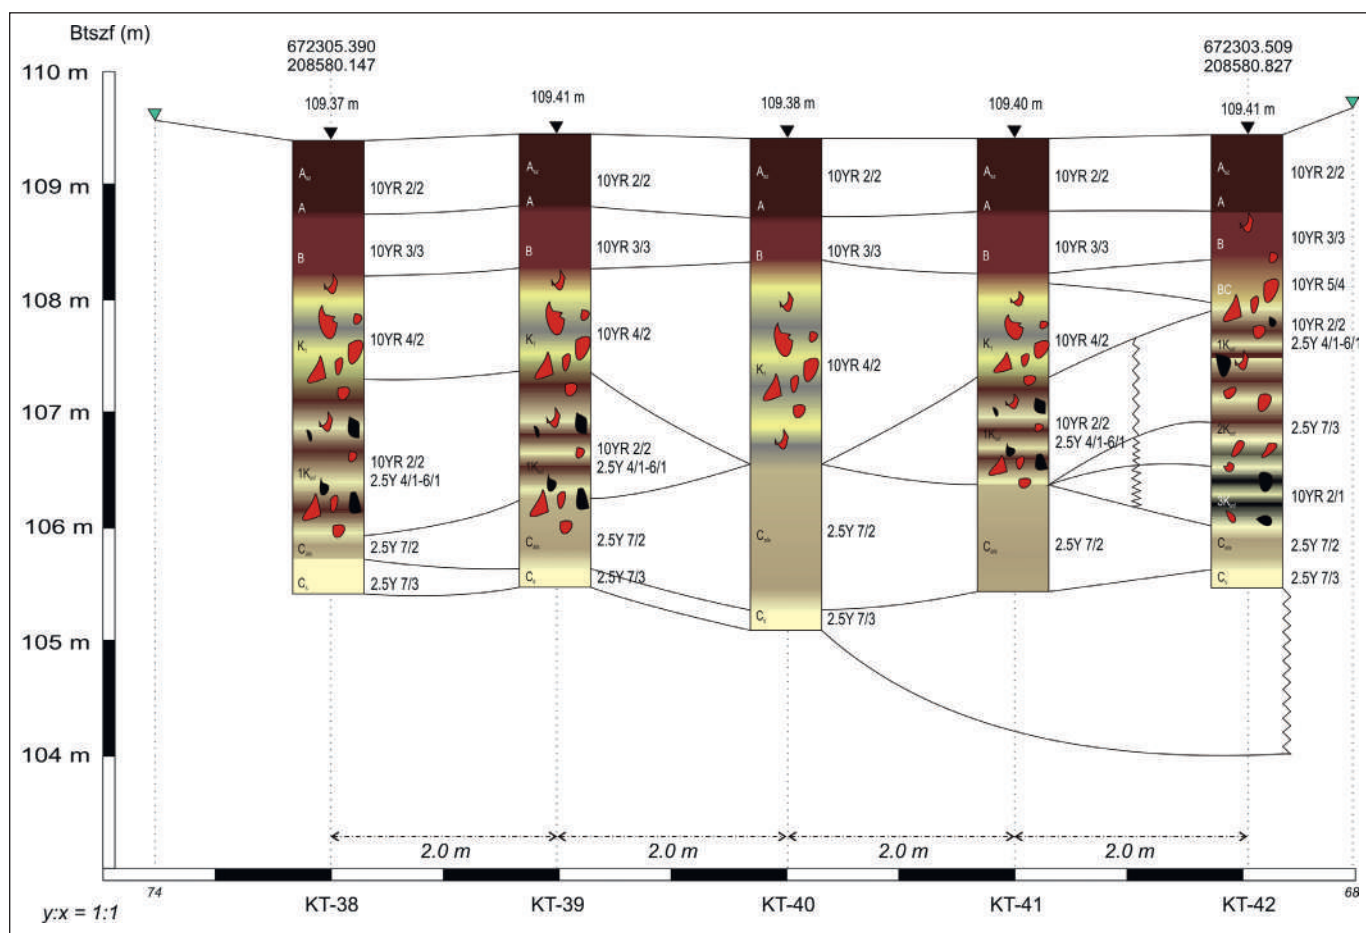 Btszf (m)
672305.390
208580.147
672303.509
208580.827
110 m
109 m
108 m
107 m
106 m
105 m
104 m
109.37 m
109.41 m
109.38 m
109.40 m
109.41 m
A
10YR 2/2
A
B
10YR 3/3
K
10YR 4/2
1K
10YR 2/2
2.5Y 4/1-6/1
C
2.5Y 7/2
C
2.5Y 7/3
A
10YR 2/2
A
B
10YR 3/3
K
10YR 4/2
1K
10YR 2/2
2.5Y 4/1-6/1
C
2.5Y 7/2
2.5Y 7/3
A
10YR 2/2
A
B
10YR 3/3
K
10YR 4/2
C
2.5Y 7/2
C
2.5Y 7/3
A
10YR 2/2
A
B
10YR 3/3
K
10YR 4/2
1K
10YR 2/2
2.5Y 4/1-6/1
C
2.5Y 7/2
A
10YR 2/2
A
B
10YR 3/3
BC
10YR 5/4
10YR 2/2
1K
2.5Y 4/1-6/1
2K
2.5Y 7/3
3K
10YR 2/1
C
2.5Y 7/2
C
2.5Y 7/3
2.0 m
2.0 m
2.0 m
2.0 m
74
68
y:x = 1:1
KT-38
KT-39
KT-40
KT-41
KT-42